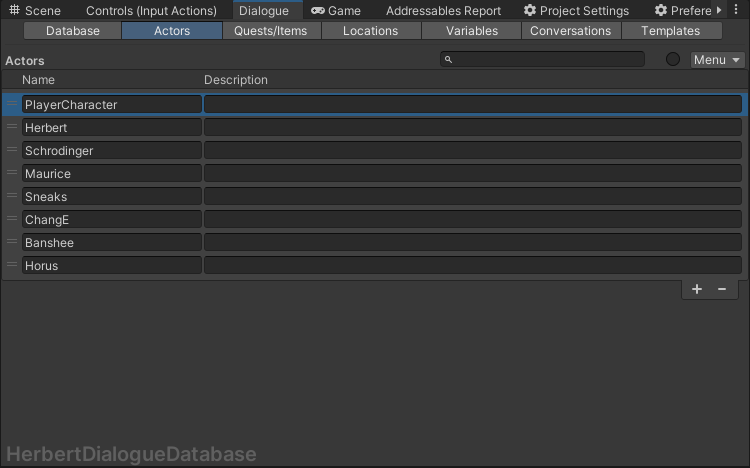 Scene Controls (Input Actions) Dialogue Game Addressables Report Project Settings Prefere
Database Actors Quests/Items Locations Variables Conversations Templates
Actors Menu
Name Description
PlayerCharacter
Herbert
Schrodinger
Maurice
Sneaks
ChangE
Banshee
Horus
+ −
HerbertDialogueDatabase